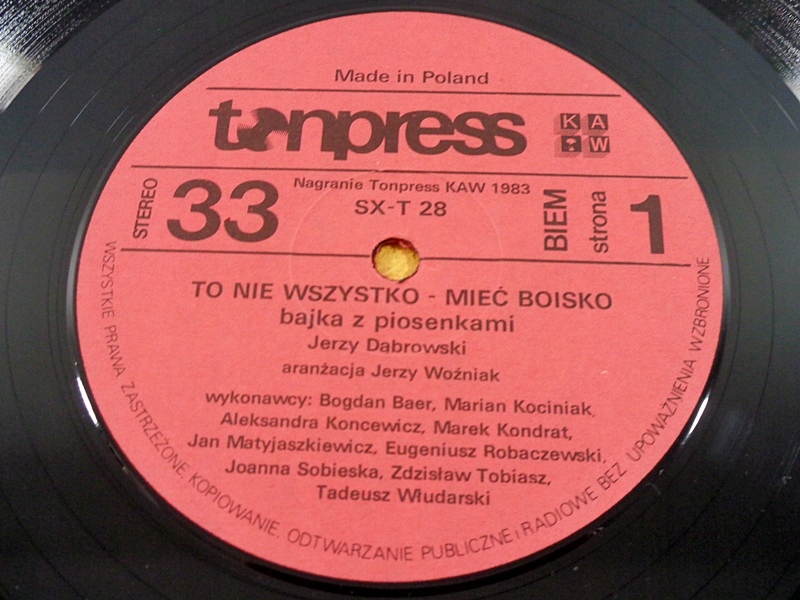 Made in Poland
tonpress
K A
W
STEREO
33
Nagranie Tonpress KAW 1983
SX-T 28
BIEM
strona
1
TO NIE WSZYSTKO - MIEĆ BOISKO
bajka z piosenkami
Jerzy Dąbrowski
aranżacja Jerzy Woźniak
wykonawcy: Bogdan Baer, Marian Kociniak,
Aleksandra Koncewicz, Marek Kondrat,
Jan Matyjaszkiewicz, Eugeniusz Robaczewski,
Joanna Sobieska, Zdzisław Tobiasz,
Tadeusz Włudarski
WSZYSTKIE PRAWA ZASTRZEŻONE KOPIOWANIE, ODTWARZANIE PUBLICZNE i RADIOWE BEZ UPOWAŻNIENIA WZBRONIONE